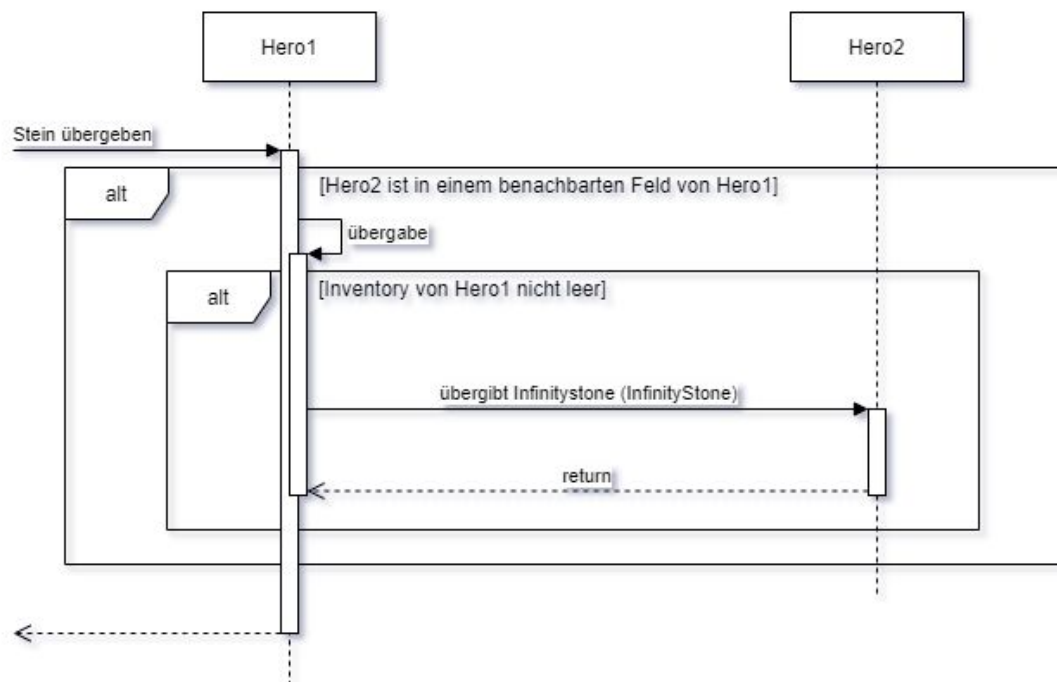 Hero1
Hero2
Stein übergeben
alt
[Hero2 ist in einem benachbarten Feld von Hero1]
übergabe
alt
[Inventory von Hero1 nicht leer]
übergibt Infinitystone (InfinityStone)
return